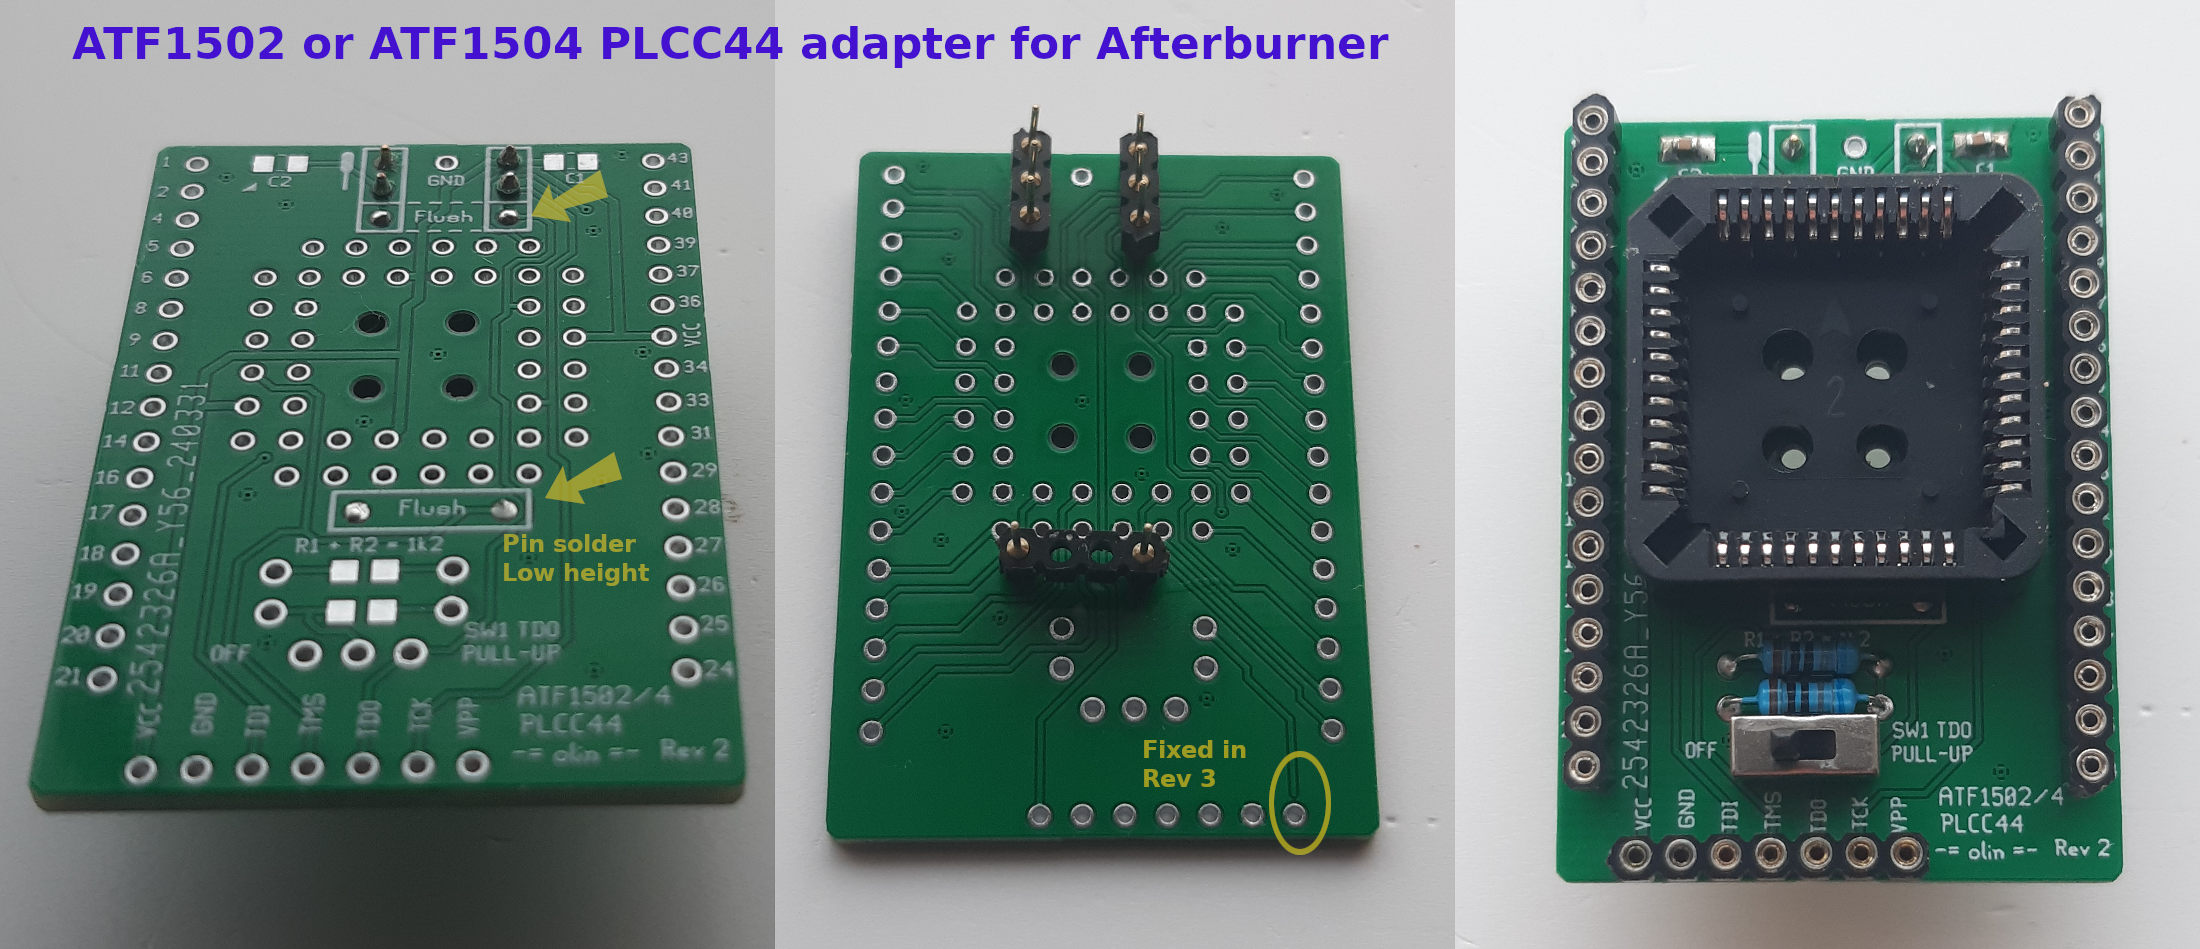 ATF1502 or ATF1504 PLCC44 adapter for Afterburner
1
2
4
5
6
8
9
11
12
14
16
17
18
19
20
21
C2
GND
C1
Flush
43
41
40
39
37
36
VCC
34
33
31
29
28
27
26
25
24
2542326A_Y56_240331
Flush
Pin solder
Low height
R1 + R2 = 1k2
OFF
SW1 TDO
PULL-UP
VCC
GND
TDI
TMS
TDO
TCK
VPP
ATF1502/4
PLCC44
-= olin =- Rev 2
Fixed in
Rev 3
GND
C1
2
2542326A_Y56
R1 + R2 = 1k2
OFF
SW1 TDO
PULL-UP
VCC
GND
TDI
TMS
TDO
TCK
VPP
ATF1502/4
PLCC44
-= olin =- Rev 2